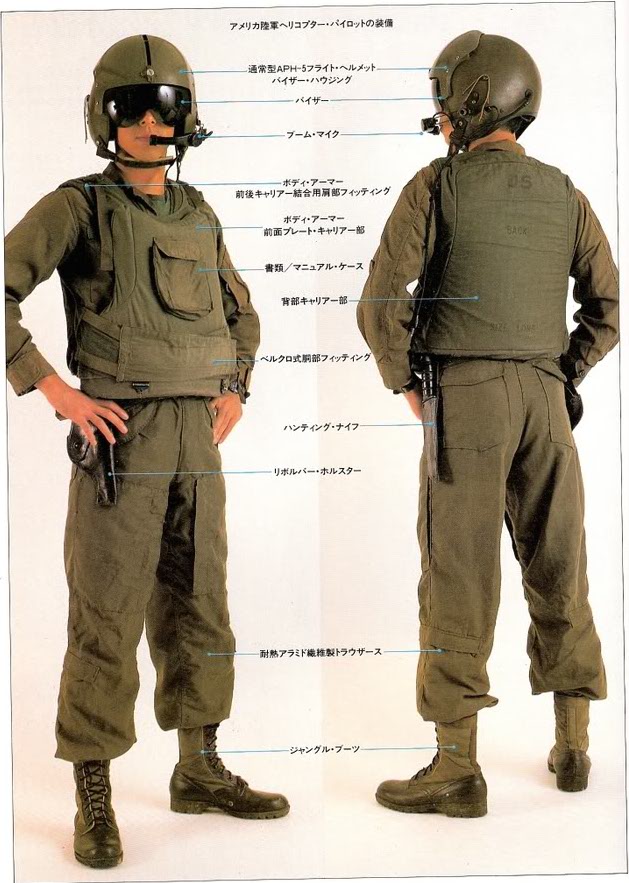 アメリカ陸軍ヘリコプター・パイロットの装備
通常型APH-5フライト・ヘルメット
バイザー・ハウジング
バイザー
ブーム・マイク
ボディ・アーマー
前後キャリアー結合用肩部フィッティング
ボディ・アーマー
前面プレート・キャリアー部
書類/マニュアル・ケース
背部キャリアー部
ベルクロ式胴部フィッティング
ハンティング・ナイフ
リボルバー・ホルスター
耐熱アラミド繊維製トラウザース
ジャングル・ブーツ
US
BACK
SIZE LONG